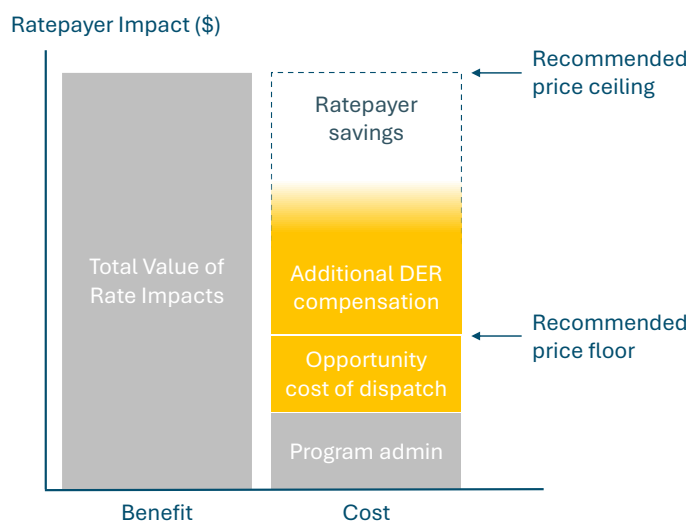 Ratepayer Impact ($)
Recommended
price ceiling
Ratepayer
savings
Total Value of
Rate Impacts
Additional DER
compensation
Recommended
price floor
Opportunity
cost of dispatch
Program admin
Benefit
Cost